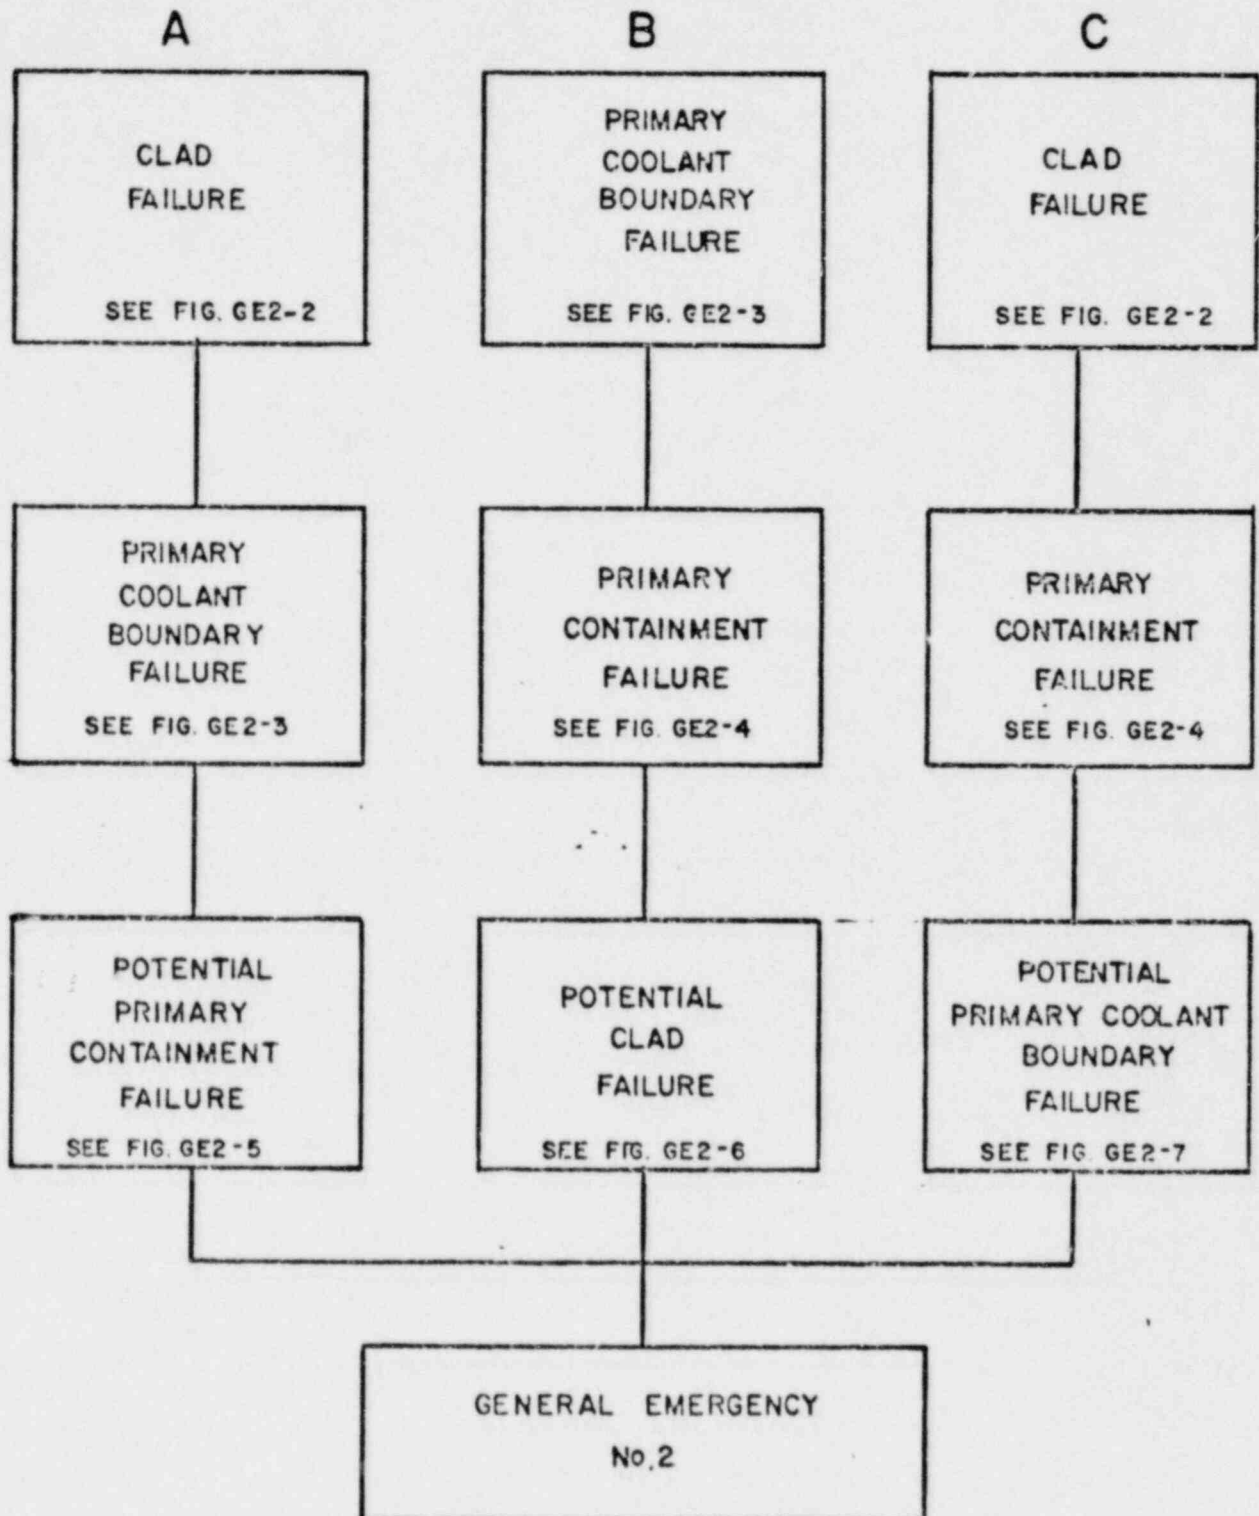 A
CLAD
FAILURE
SEE FIG. GE2-2
PRIMARY
COOLANT
BOUNDARY
FAILURE
SEE FIG. GE2-3
POTENTIAL
PRIMARY
CONTAINMENT
FAILURE
SEE FIG. GE2-5
B
PRIMARY
COOLANT
BOUNDARY
FAILURE
SEE FIG. GE2-3
PRIMARY
CONTAINMENT
FAILURE
SEE FIG. GE2-4
POTENTIAL
CLAD
FAILURE
SEE FIG. GE2-6
C
CLAD
FAILURE
SEE FIG. GE2-2
PRIMARY
CONTAINMENT
FAILURE
SEE FIG. GE2-4
POTENTIAL
PRIMARY COOLANT
BOUNDARY
FAILURE
SEE FIG. GE2-7
GENERAL EMERGENCY
No.2